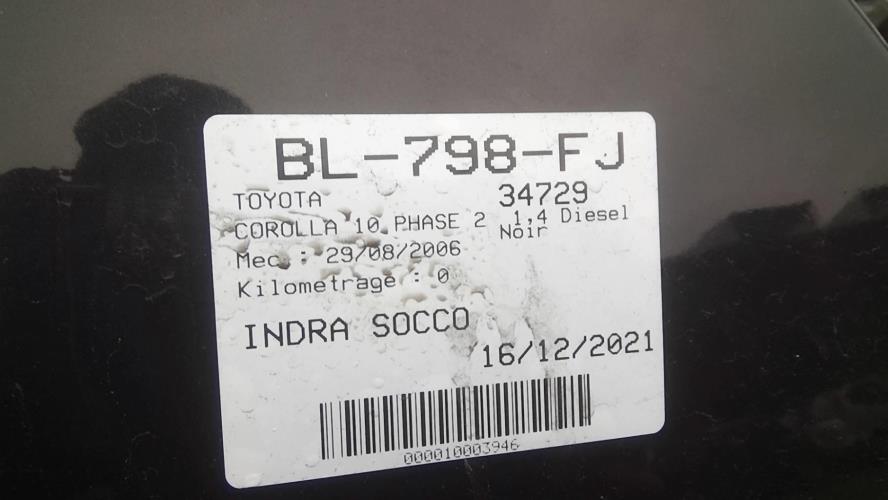 BL-798-FJ
TOYOTA 34729
COROLLA 10 PHASE 2 1,4 Diesel
Noir
Mec. : 29/08/2006
Kilometrage : 0
INDRA SOCCO
16/12/2021
000010003946